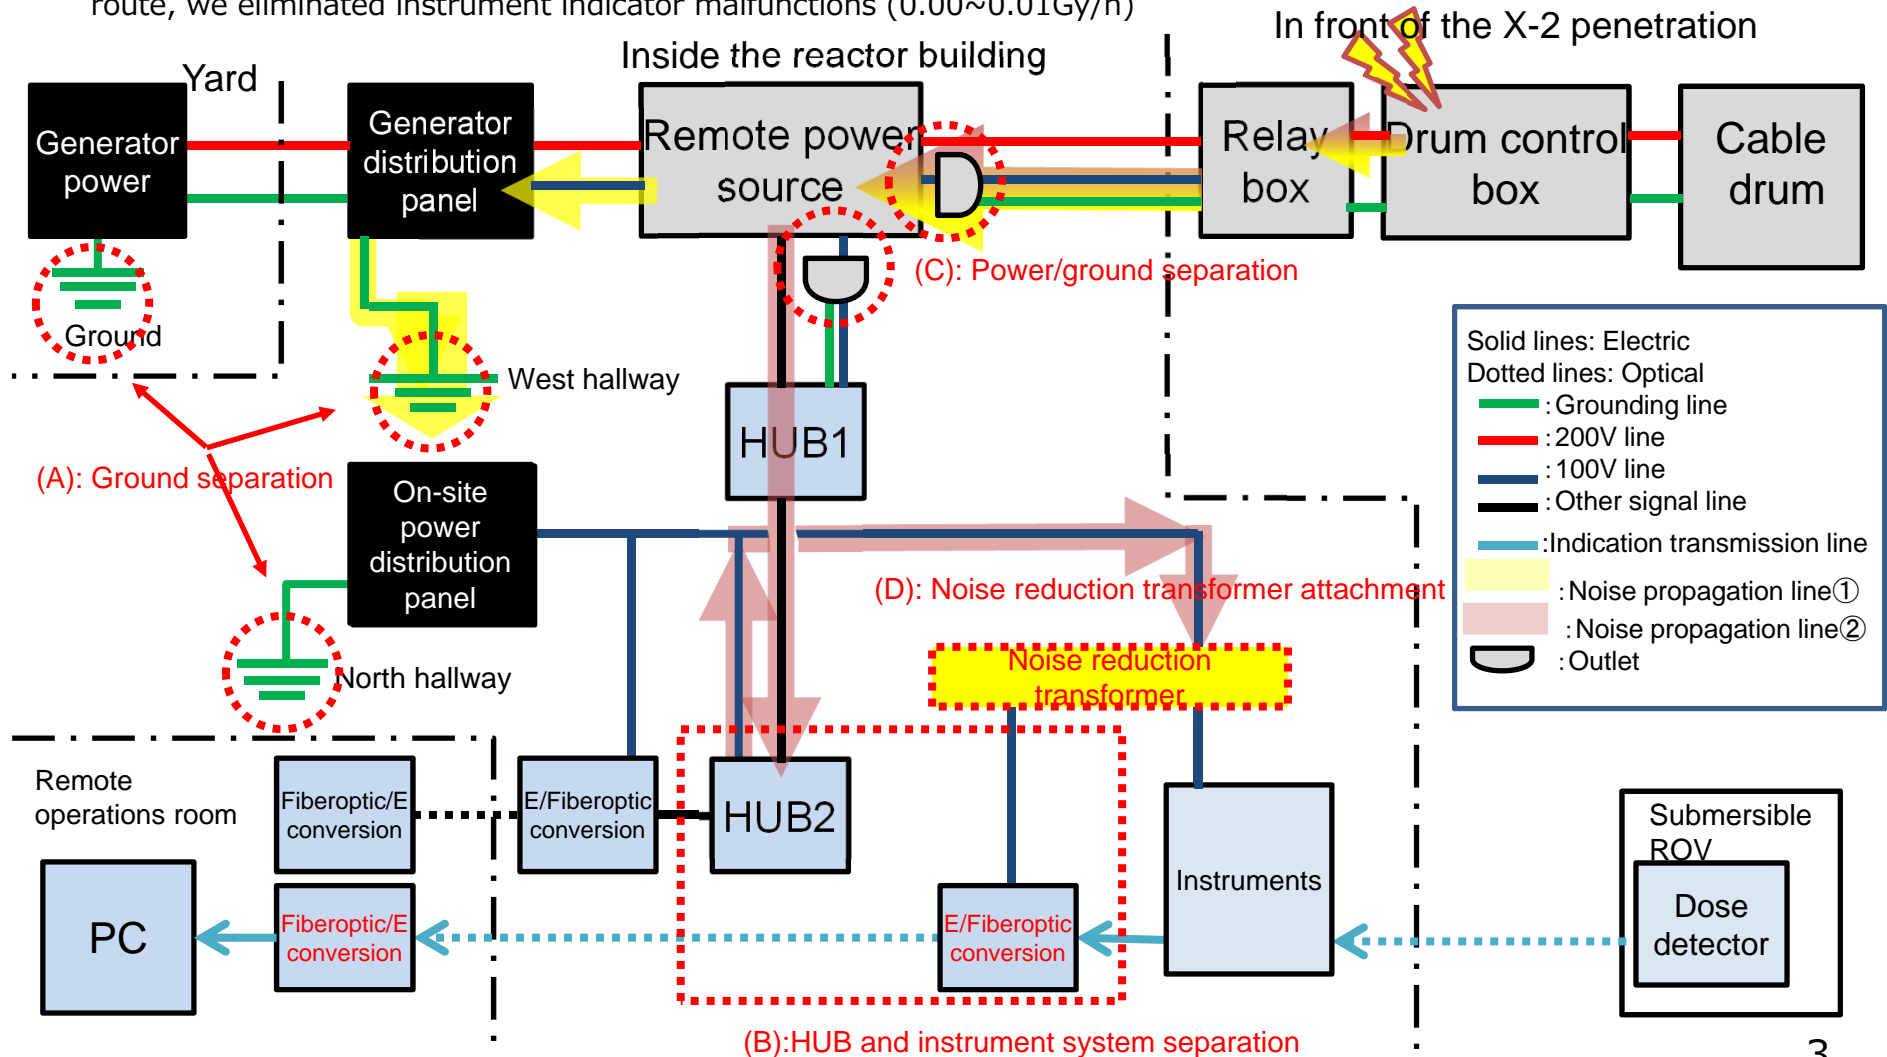 route, we eliminated instrument indicator malfunctions (0.00~0.01Gy/h)
In front of the X-2 penetration
Inside the reactor building
Yard
Generator
power
Generator
distribution
panel
Remote power
source
Relay
box
Drum control
box
Cable
drum
(C): Power/ground separation
Ground
West hallway
HUB1
(A): Ground separation
On-site
power
distribution
panel
North hallway
Solid lines: Electric
Dotted lines: Optical
: Grounding line
: 200V line
: 100V line
: Other signal line
:Indication transmission line
: Noise propagation line①
: Noise propagation line②
: Outlet
(D): Noise reduction transformer attachment
Noise reduction
transformer
Remote
operations room
Fiberoptic/E
conversion
E/Fiberoptic
conversion
HUB2
PC
Fiberoptic/E
conversion
E/Fiberoptic
conversion
Instruments
Submersible
ROV
Dose
detector
(B):HUB and instrument system separation
3